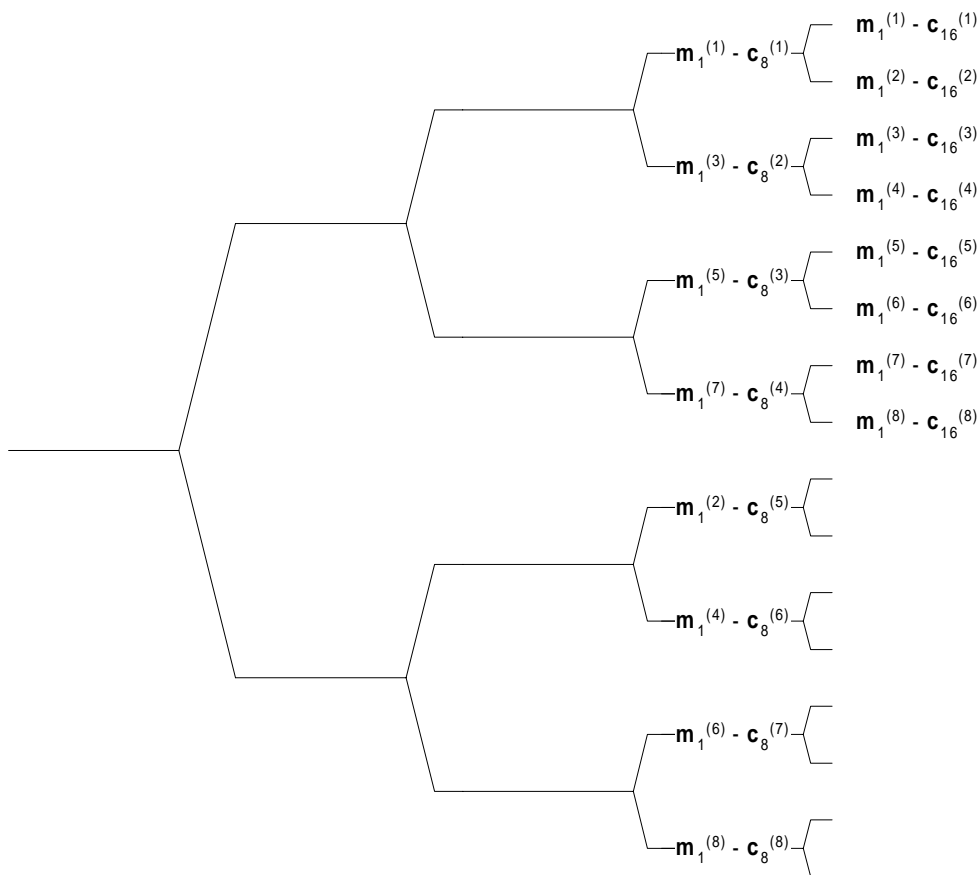 m₁⁽¹⁾ - c₁₆⁽¹⁾
m₁⁽¹⁾ - c₈⁽¹⁾
m₁⁽²⁾ - c₁₆⁽²⁾
m₁⁽³⁾ - c₁₆⁽³⁾
m₁⁽³⁾ - c₈⁽²⁾
m₁⁽⁴⁾ - c₁₆⁽⁴⁾
m₁⁽⁵⁾ - c₁₆⁽⁵⁾
m₁⁽⁵⁾ - c₈⁽³⁾
m₁⁽⁶⁾ - c₁₆⁽⁶⁾
m₁⁽⁷⁾ - c₁₆⁽⁷⁾
m₁⁽⁷⁾ - c₈⁽⁴⁾
m₁⁽⁸⁾ - c₁₆⁽⁸⁾
m₁⁽²⁾ - c₈⁽⁵⁾
m₁⁽⁴⁾ - c₈⁽⁶⁾
m₁⁽⁶⁾ - c₈⁽⁷⁾
m₁⁽⁸⁾ - c₈⁽⁸⁾